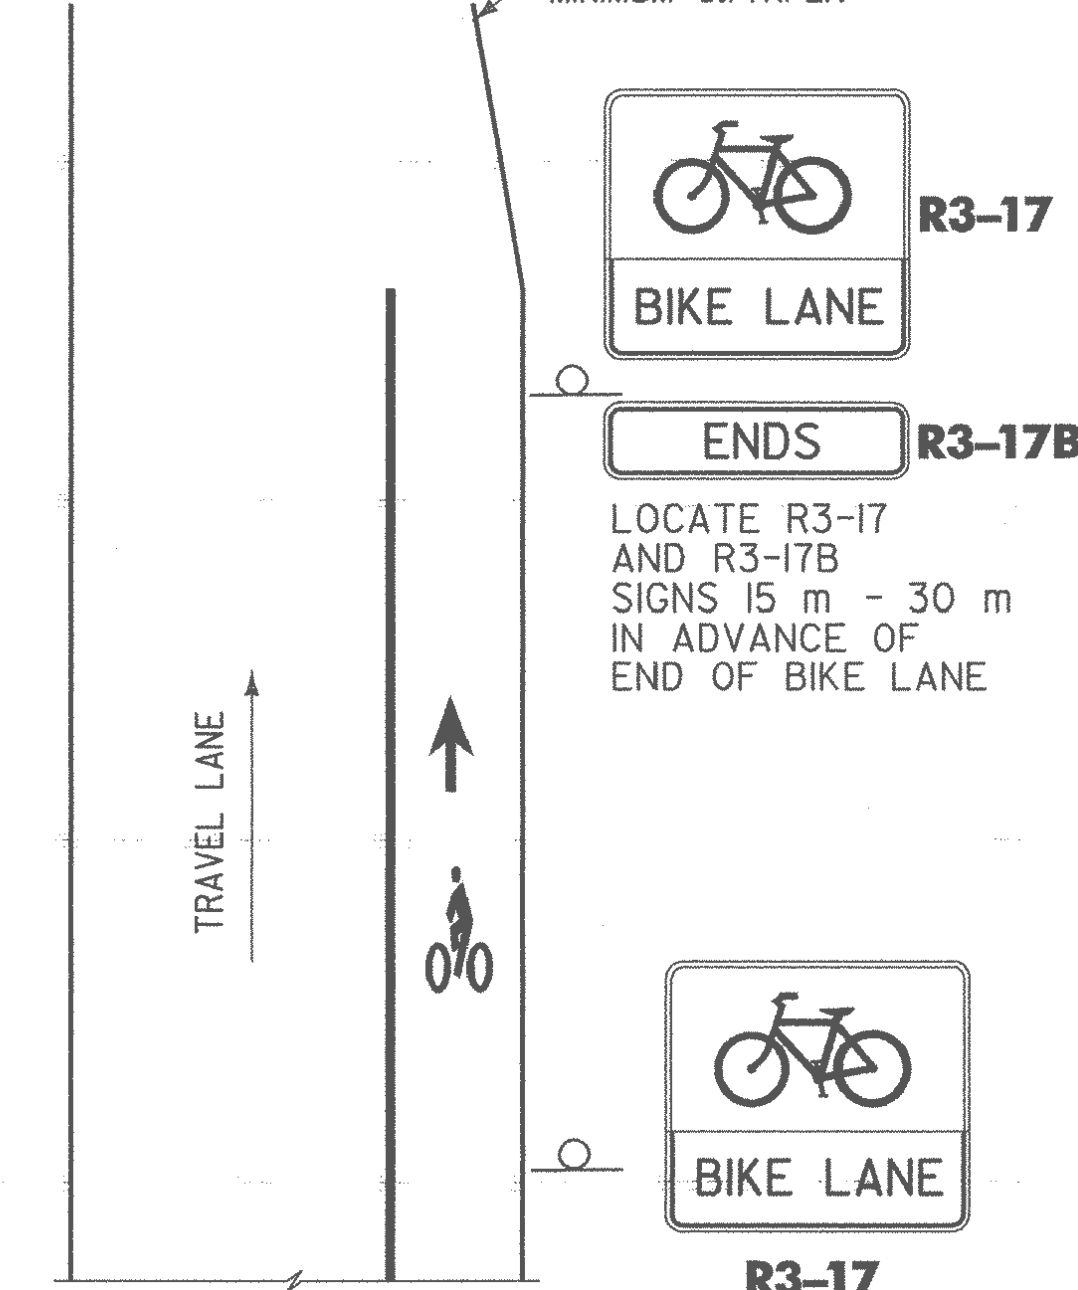 R3-17
BIKE LANE
ENDS
R3-17B
LOCATE R3-17
AND R3-17B
SIGNS 15 m - 30 m
IN ADVANCE OF
END OF BIKE LANE
TRAVEL LANE
BIKE LANE
R3-17